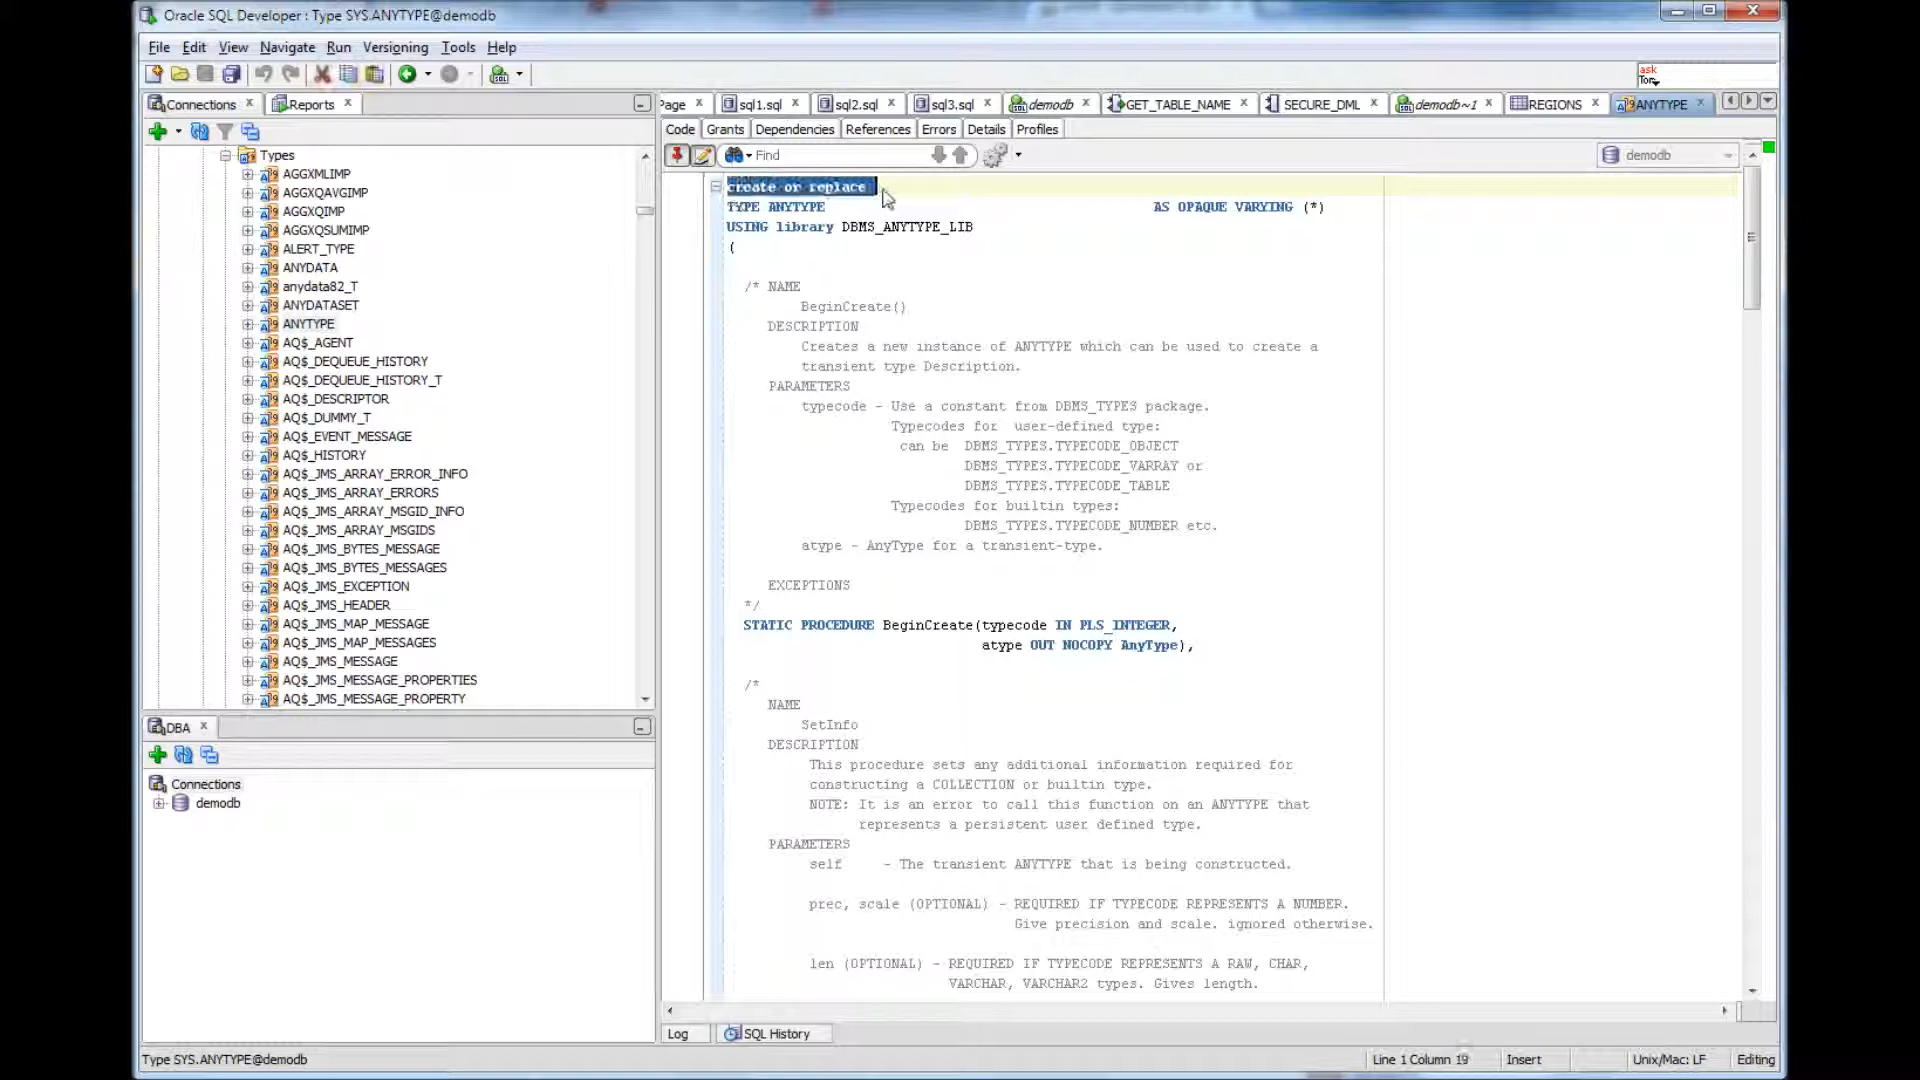 Oracle SQL Developer : Type SYS.ANYTYPE@demodb
File Edit View Navigate Run Versioning Tools Help
ask
Tom
Connections Reports
Page sql1.sql sql2.sql sql3.sql demodb GET_TABLE_NAME SECURE_DML demodb~1 REGIONS ANYTYPE
Code Grants Dependencies References Errors Details Profiles
Find
demodb
Types
AGGXMLIMP
AGGXQAVGIMP
AGGXQIMP
AGGXQSUMIMP
ALERT_TYPE
ANYDATA
anydata82_T
ANYDATASET
ANYTYPE
AQ$_AGENT
AQ$_DEQUEUE_HISTORY
AQ$_DEQUEUE_HISTORY_T
AQ$_DESCRIPTOR
AQ$_DUMMY_T
AQ$_EVENT_MESSAGE
AQ$_HISTORY
AQ$_JMS_ARRAY_ERROR_INFO
AQ$_JMS_ARRAY_ERRORS
AQ$_JMS_ARRAY_MSGID_INFO
AQ$_JMS_ARRAY_MSGIDS
AQ$_JMS_BYTES_MESSAGE
AQ$_JMS_BYTES_MESSAGES
AQ$_JMS_EXCEPTION
AQ$_JMS_HEADER
AQ$_JMS_MAP_MESSAGE
AQ$_JMS_MAP_MESSAGES
AQ$_JMS_MESSAGE
AQ$_JMS_MESSAGE_PROPERTIES
AQ$_JMS_MESSAGE_PROPERTY
DBA
Connections
demodb
create or replace
TYPE ANYTYPE AS OPAQUE VARYING (*)
USING library DBMS_ANYTYPE_LIB
(
/* NAME
BeginCreate()
DESCRIPTION
Creates a new instance of ANYTYPE which can be used to create a
transient type Description.
PARAMETERS
typecode - Use a constant from DBMS_TYPES package.
Typecodes for user-defined type:
can be DBMS_TYPES.TYPECODE_OBJECT
DBMS_TYPES.TYPECODE_VARRAY or
DBMS_TYPES.TYPECODE_TABLE
Typecodes for builtin types:
DBMS_TYPES.TYPECODE_NUMBER etc.
atype - AnyType for a transient-type.
EXCEPTIONS
*/
STATIC PROCEDURE BeginCreate(typecode IN PLS_INTEGER,
atype OUT NOCOPY AnyType),
/*
NAME
SetInfo
DESCRIPTION
This procedure sets any additional information required for
constructing a COLLECTION or builtin type.
NOTE: It is an error to call this function on an ANYTYPE that
represents a persistent user defined type.
PARAMETERS
self - The transient ANYTYPE that is being constructed.
prec, scale (OPTIONAL) - REQUIRED IF TYPECODE REPRESENTS A NUMBER.
Give precision and scale. ignored otherwise.
len (OPTIONAL) - REQUIRED IF TYPECODE REPRESENTS A RAW, CHAR,
VARCHAR, VARCHAR2 types. Gives length.
Log SQL History
Type SYS.ANYTYPE@demodb Line 1 Column 19 Insert Unix/Mac: LF Editing